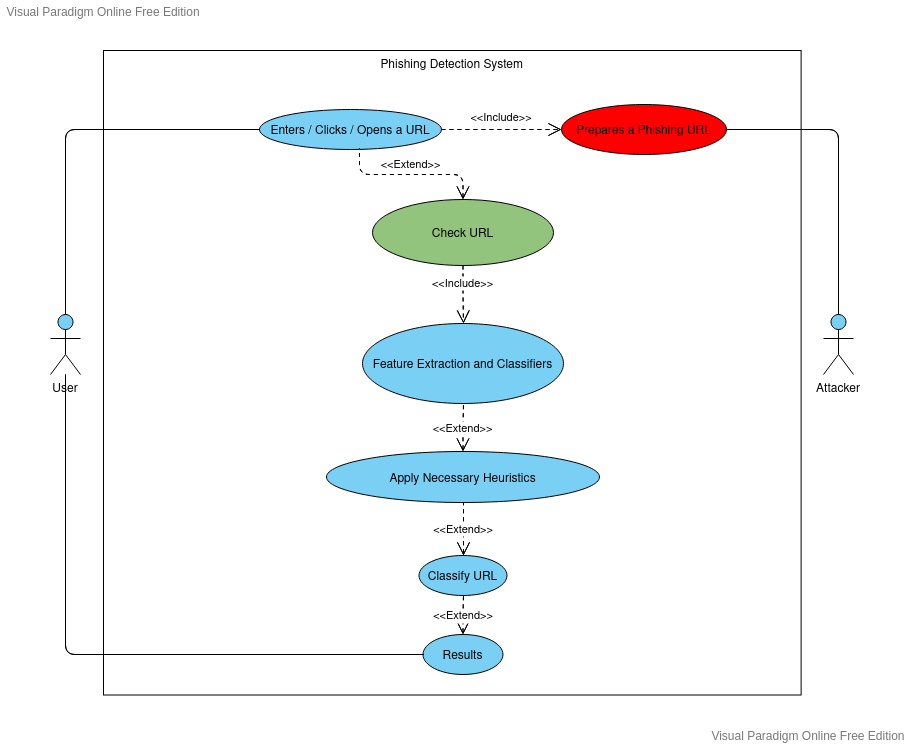 Visual Paradigm Online Free Edition
Phishing Detection System
Enters / Clicks / Opens a URL
<<Include>>
Prepares a Phishing URL
<<Extend>>
Check URL
<<Include>>
Feature Extraction and Classifiers
User
Attacker
<<Extend>>
Apply Necessary Heuristics
<<Extend>>
Classify URL
<<Extend>>
Results
Visual Paradigm Online Free Edition